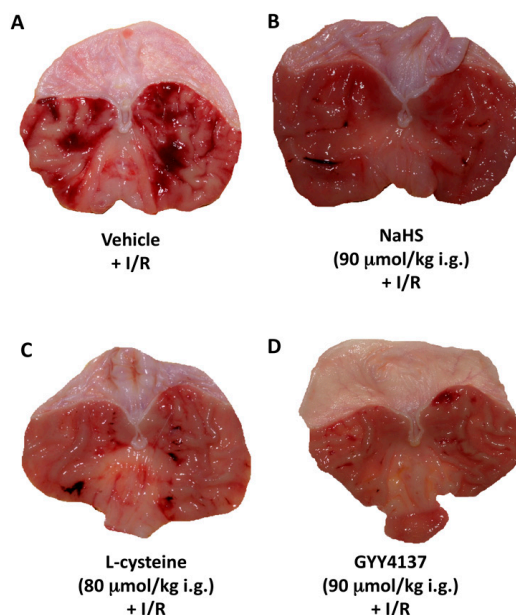 A
B
Vehicle
+ I/R
NaHS
(90 μmol/kg i.g.)
+ I/R
C
D
L-cysteine
(80 μmol/kg i.g.)
+ I/R
GYY4137
(90 μmol/kg i.g.)
+ I/R